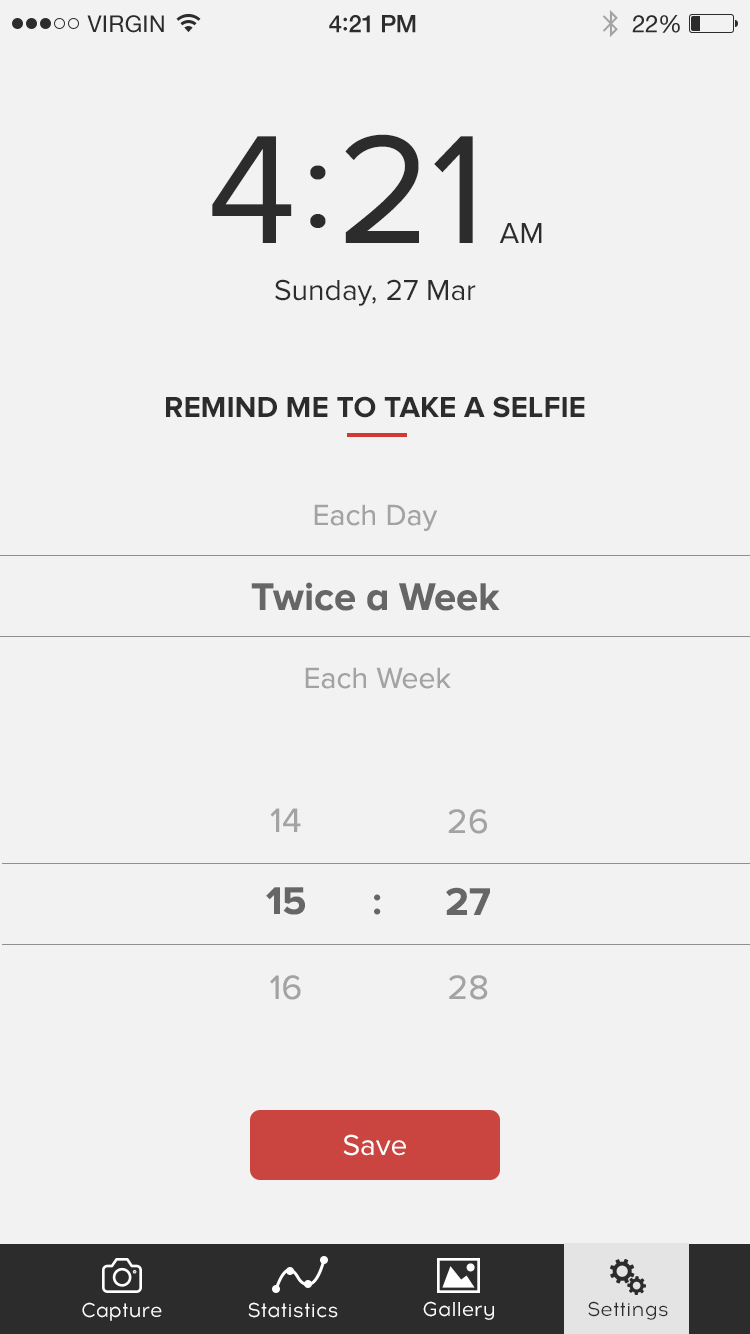 VIRGIN 4:21 PM 22%
4:21 AM
Sunday, 27 Mar
REMIND ME TO TAKE A SELFIE
Each Day
Twice a Week
Each Week
14 26
15 : 27
16 28
Save
Capture Statistics Gallery Settings